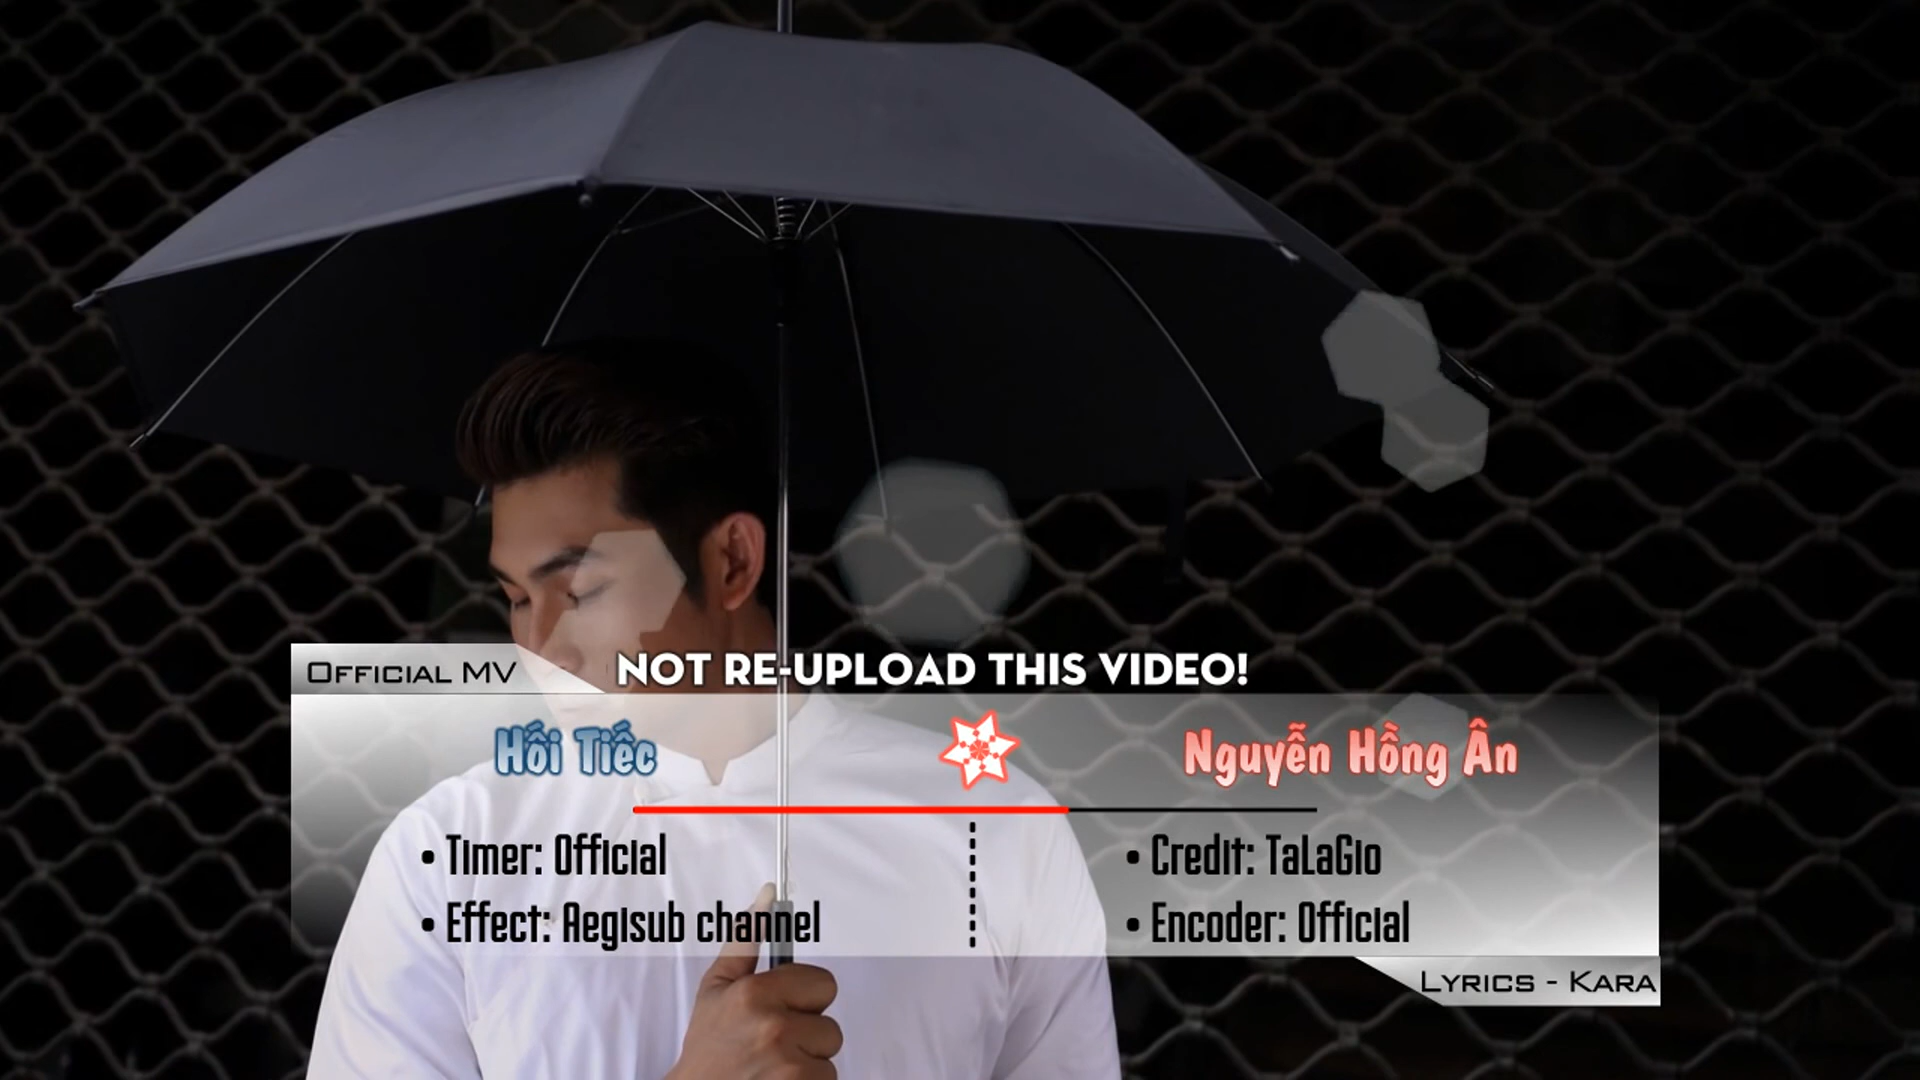 OFFICIAL MV
NOT RE-UPLOAD THIS VIDEO!
Hối Tiếc
Nguyễn Hồng Ân
• Timer: Official
• Credit: TaLaGio
• Effect: Aegisub channel
• Encoder: Official
LYRICS - KARA